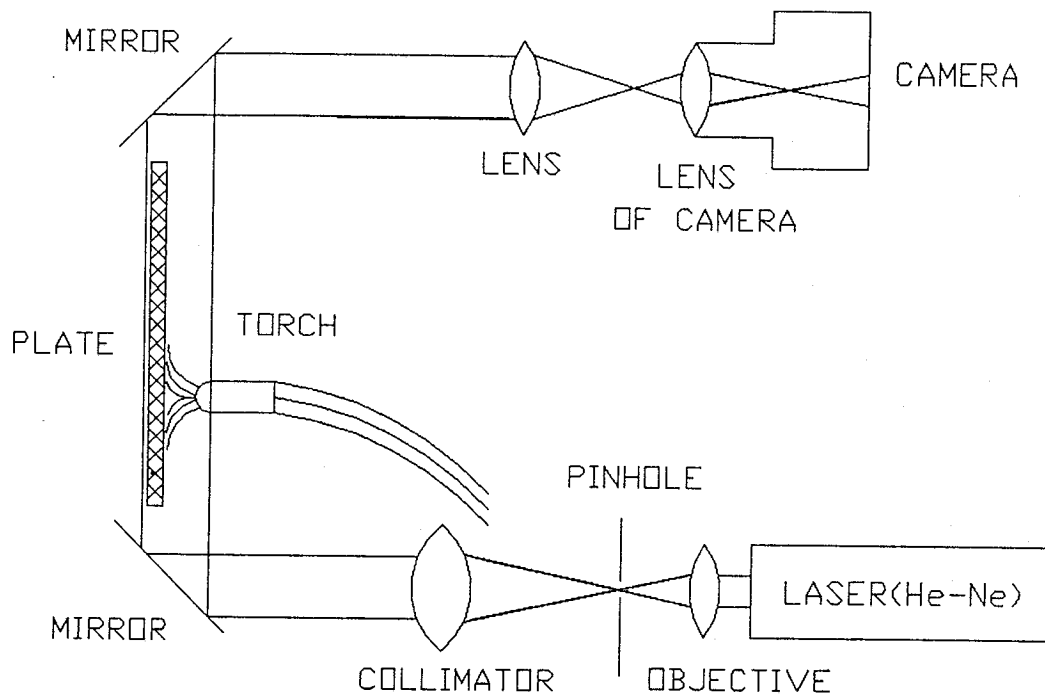 MIRROR
CAMERA
LENS
LENS
OF CAMERA
TORCH
PLATE
PINHOLE
LASER(He-Ne)
MIRROR
COLLIMATOR
OBJECTIVE